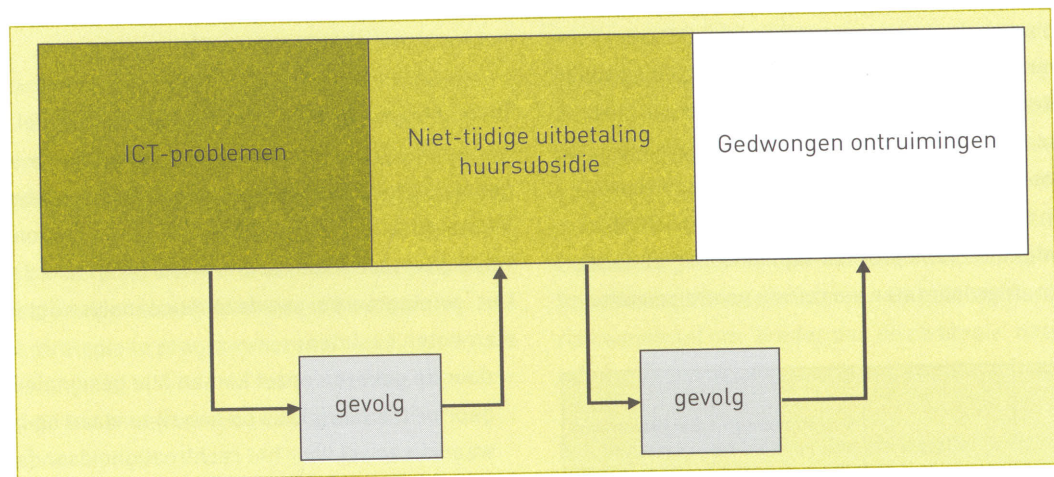 ICT-problemen
Niet-tijdige uitbetaling
huursubsidie
Gedwongen ontruimingen
gevolg
gevolg